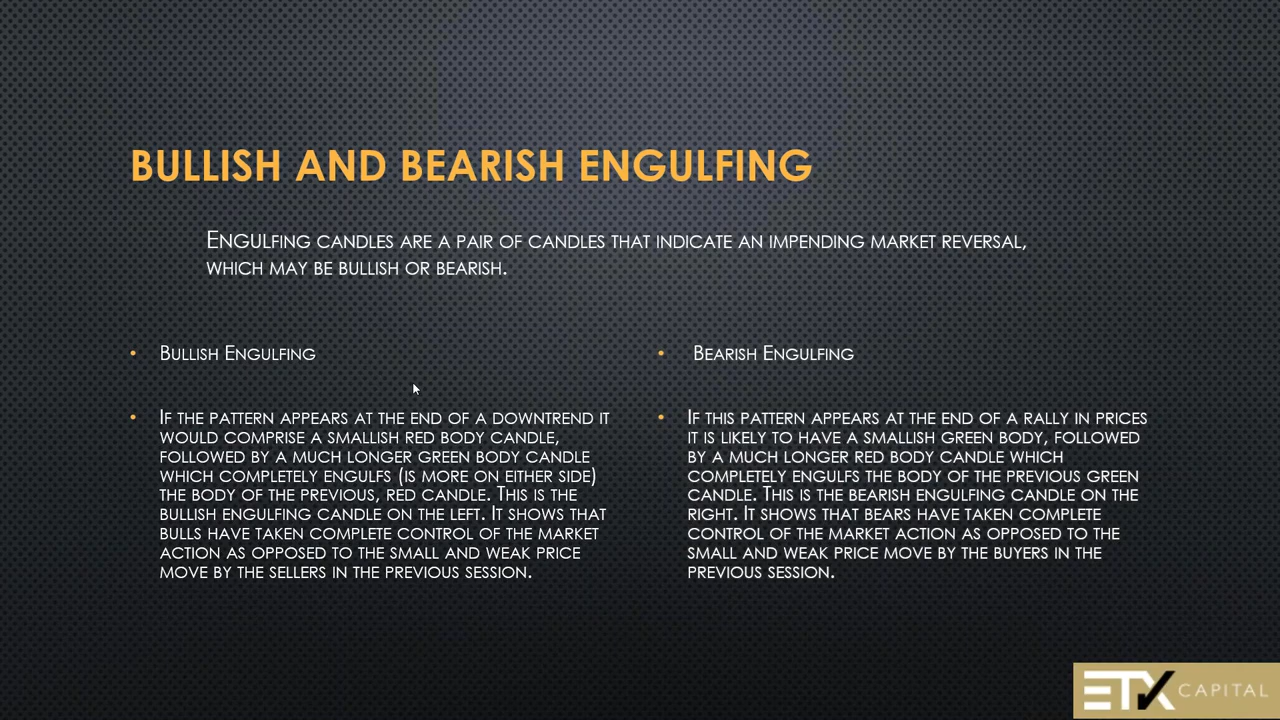 BULLISH AND BEARISH ENGULFING
ENGULFING CANDLES ARE A PAIR OF CANDLES THAT INDICATE AN IMPENDING MARKET REVERSAL,
WHICH MAY BE BULLISH OR BEARISH.
• BULLISH ENGULFING
• IF THE PATTERN APPEARS AT THE END OF A DOWNTREND IT
WOULD COMPRISE A SMALLISH RED BODY CANDLE,
FOLLOWED BY A MUCH LONGER GREEN BODY CANDLE
WHICH COMPLETELY ENGULFS (IS MORE ON EITHER SIDE)
THE BODY OF THE PREVIOUS, RED CANDLE. THIS IS THE
BULLISH ENGULFING CANDLE ON THE LEFT. IT SHOWS THAT
BULLS HAVE TAKEN COMPLETE CONTROL OF THE MARKET
ACTION AS OPPOSED TO THE SMALL AND WEAK PRICE
MOVE BY THE SELLERS IN THE PREVIOUS SESSION.
• BEARISH ENGULFING
• IF THIS PATTERN APPEARS AT THE END OF A RALLY IN PRICES
IT IS LIKELY TO HAVE A SMALLISH GREEN BODY, FOLLOWED
BY A MUCH LONGER RED BODY CANDLE WHICH
COMPLETELY ENGULFS THE BODY OF THE PREVIOUS GREEN
CANDLE. THIS IS THE BEARISH ENGULFING CANDLE ON THE
RIGHT. IT SHOWS THAT BEARS HAVE TAKEN COMPLETE
CONTROL OF THE MARKET ACTION AS OPPOSED TO THE
SMALL AND WEAK PRICE MOVE BY THE BUYERS IN THE
PREVIOUS SESSION.
ETX CAPITAL